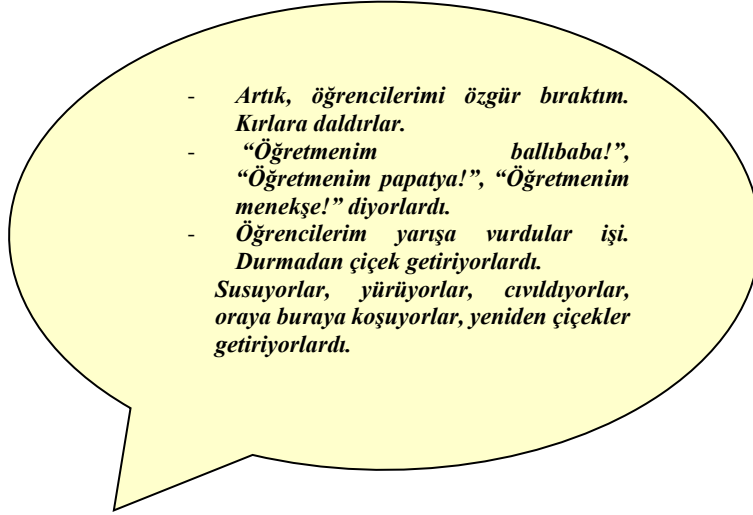 - Artık, öğrencilerimi özgür bıraktım.
Kırlara daldırlar.
- “Öğretmenim ballıbaba!”,
“Öğretmenim papatya!”, “Öğretmenim
menekşe!” diyorlardı.
- Öğrencilerim yarışa vurdular işi.
Durmadan çiçek getiriyorlardı.
Susuyorlar, yürüyorlar, cıvıldıyorlar,
oraya buraya koşuyorlar, yeniden çiçekler
getiriyorlardı.